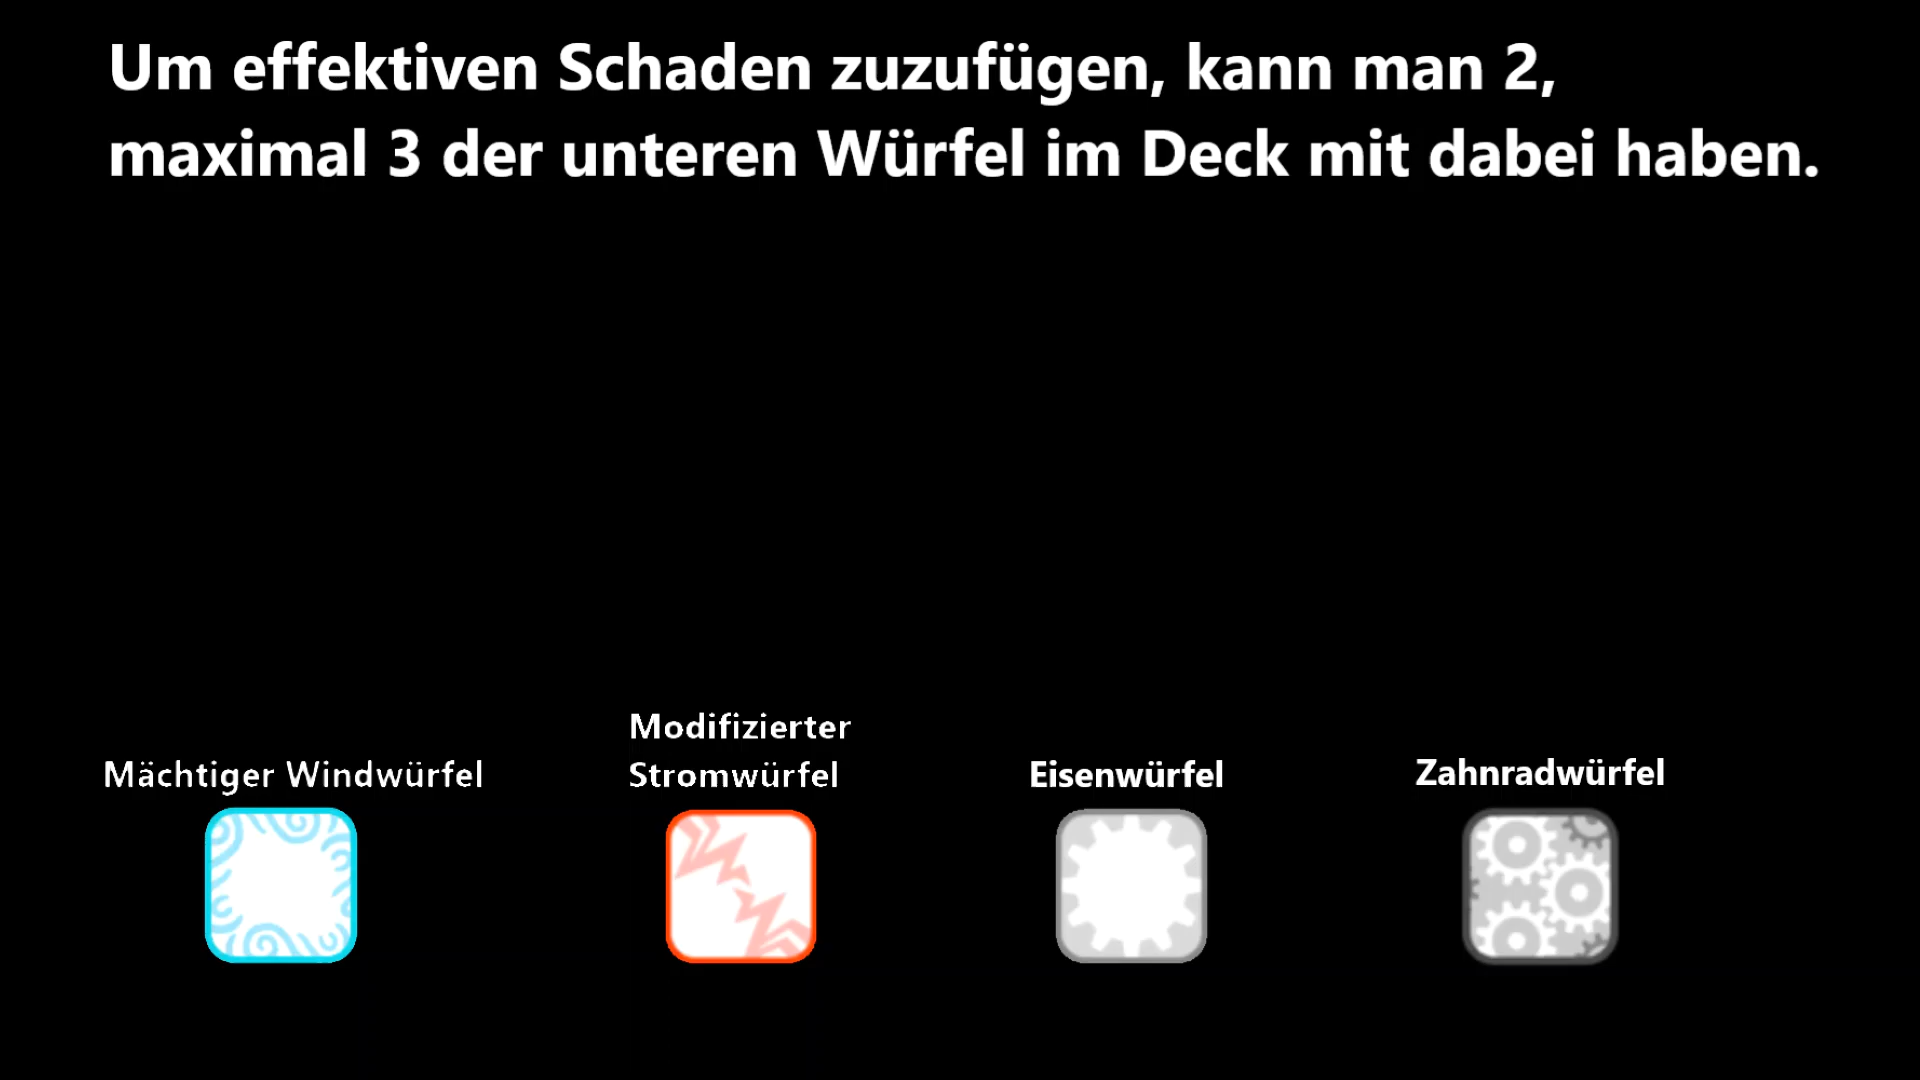 Um effektiven Schaden zuzufügen, kann man 2,
maximal 3 der unteren Würfel im Deck mit dabei haben.
Mächtiger Windwürfel
Modifizierter
Stromwürfel
Eisenwürfel
Zahnradwürfel